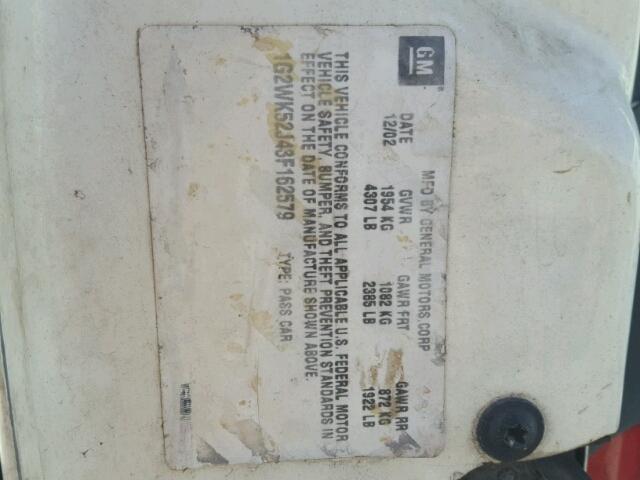 GM
MFD BY GENERAL MOTORS CORP
DATE GVWR GAWR FRT GAWR RR
12/02 1954 KG 1082 KG 872 KG
4307 LB 2385 LB 1922 LB
THIS VEHICLE CONFORMS TO ALL APPLICABLE U.S. FEDERAL MOTOR
VEHICLE SAFETY, BUMPER, AND THEFT PREVENTION STANDARDS IN
EFFECT ON THE DATE OF MANUFACTURE SHOWN ABOVE.
1G2WK52J43F162579 TYPE: PASS CAR